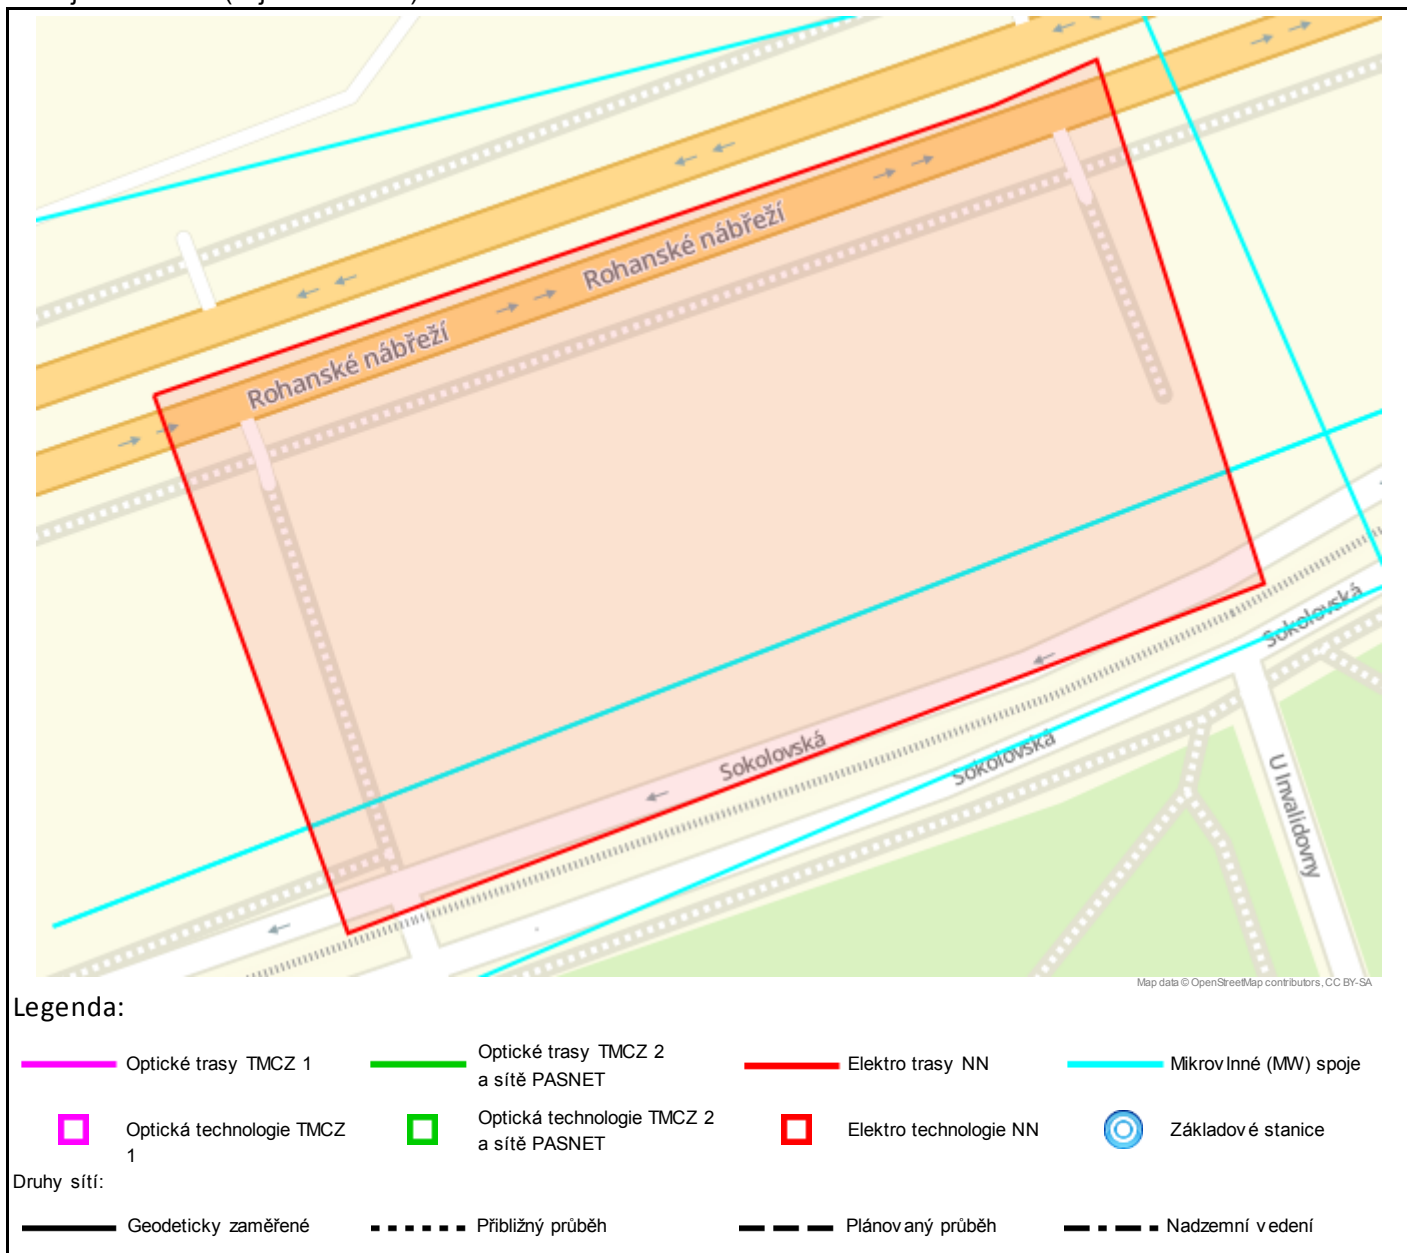 Rohanské nábřeží
Rohanské nábřeží
Sokolovská
Sokolovská
Sokolovská
U Invalidovny
Map data © OpenStreetMap contributors, CC BY-SA
Legenda:
Optické trasy TMCZ 1
Optické trasy TMCZ 2
a sítě PASNET
Elektro trasy NN
Mikrovlnné (MW) spoje
Optická technologie TMCZ
1
Optická technologie TMCZ 2
a sítě PASNET
Elektro technologie NN
Základové stanice
Druhy sítí:
Geodeticky zaměřené
Přibližný průběh
Plánovaný průběh
Nadzemní vedení